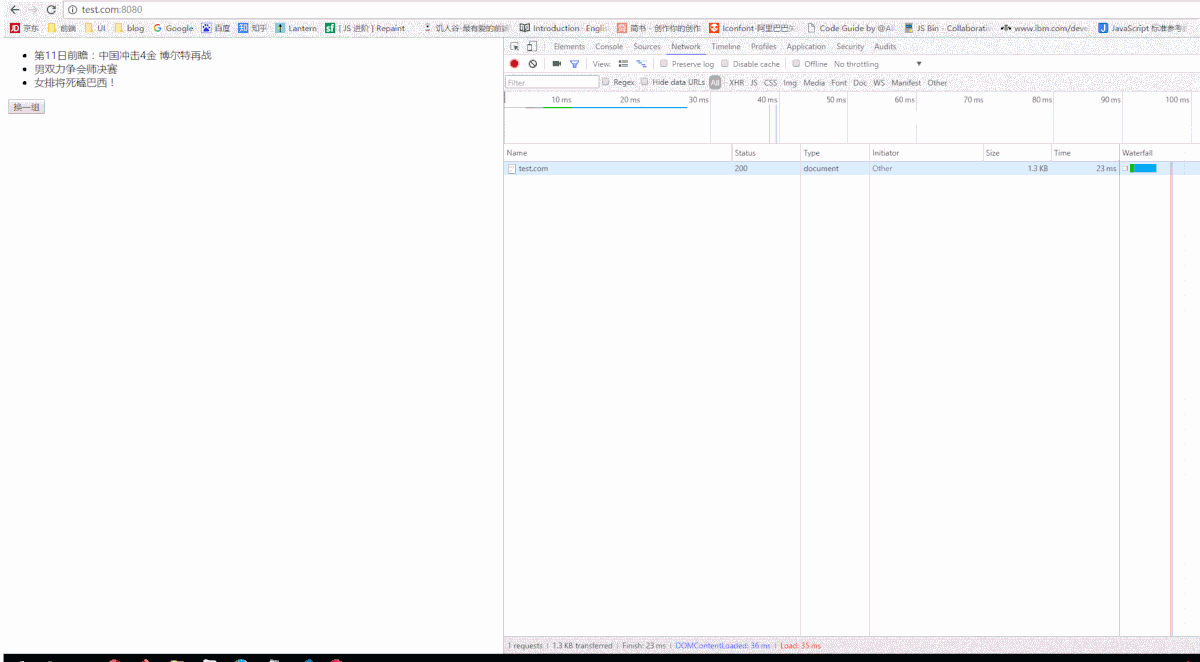 test.com:8080
京东 前端 UI blog Google 百度 知乎 Lantern [ JS 进阶 ] Repaint 饥人谷-最有爱的前端 Introduction · Englis 简书 - 创作你的创作 Iconfont-阿里巴巴矢 Code Guide by @Al JS Bin - Collaborati www.ibm.com/deve JavaScript 标准参考
第11日前瞻：中国冲击4金 博尔特再战
男双力争会师决赛
女排将死磕巴西！
换一组
Elements Console Sources Network Timeline Profiles Application Security Audits
View: Preserve log Disable cache Offline No throttling
Filter Regex Hide data URLs All XHR JS CSS Img Media Font Doc WS Manifest Other
10 ms 20 ms 30 ms 40 ms 50 ms 60 ms 70 ms 80 ms 90 ms 100 ms
Name Status Type Initiator Size Time Waterfall
test.com 200 document Other 1.3 KB 23 ms
1 requests | 1.3 KB transferred | Finish: 23 ms | DOMContentLoaded: 36 ms | Load: 35 ms